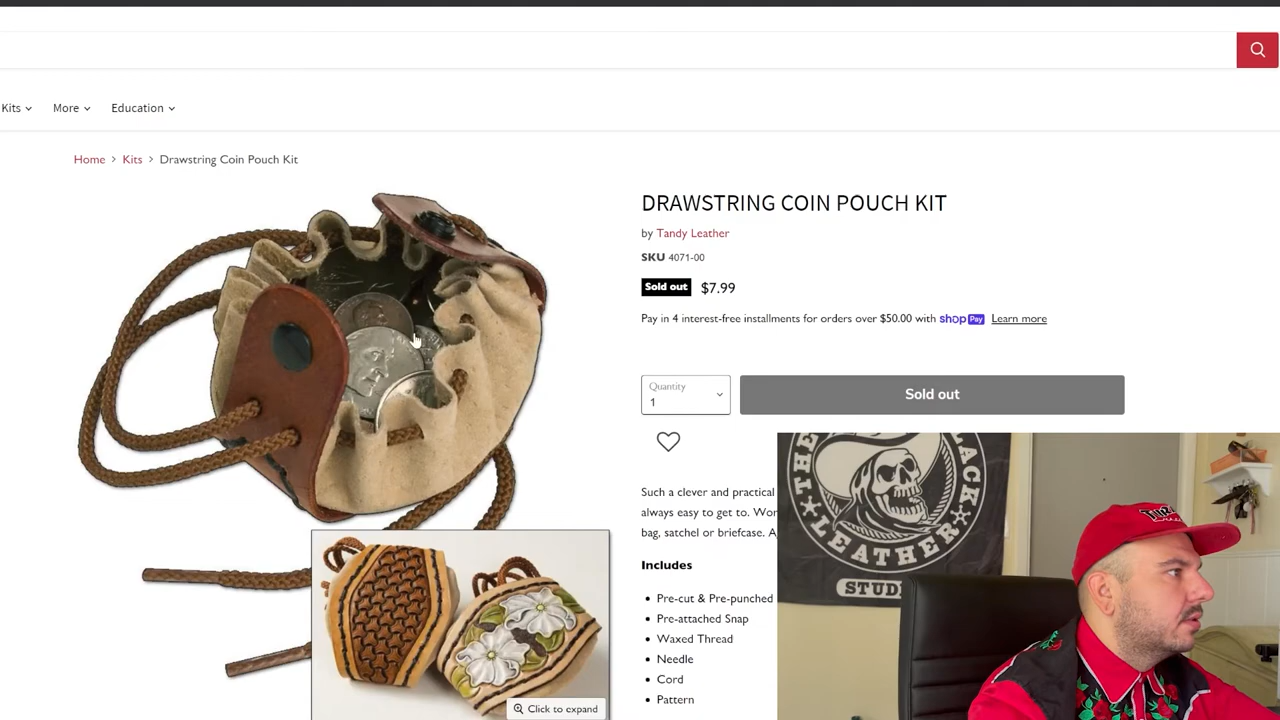 Kits More Education
Home > Kits > Drawstring Coin Pouch Kit
DRAWSTRING COIN POUCH KIT
by Tandy Leather
SKU 4071-00
Sold out $7.99
Pay in 4 interest-free installments for orders over $50.00 with shop Pay Learn more
Quantity
1
Sold out
Such a clever and practical
always easy to get to. Wor
bag, satchel or briefcase. A
Includes
Pre-cut & Pre-punched
Pre-attached Snap
Waxed Thread
Needle
Cord
Pattern
Click to expand
LEATHER